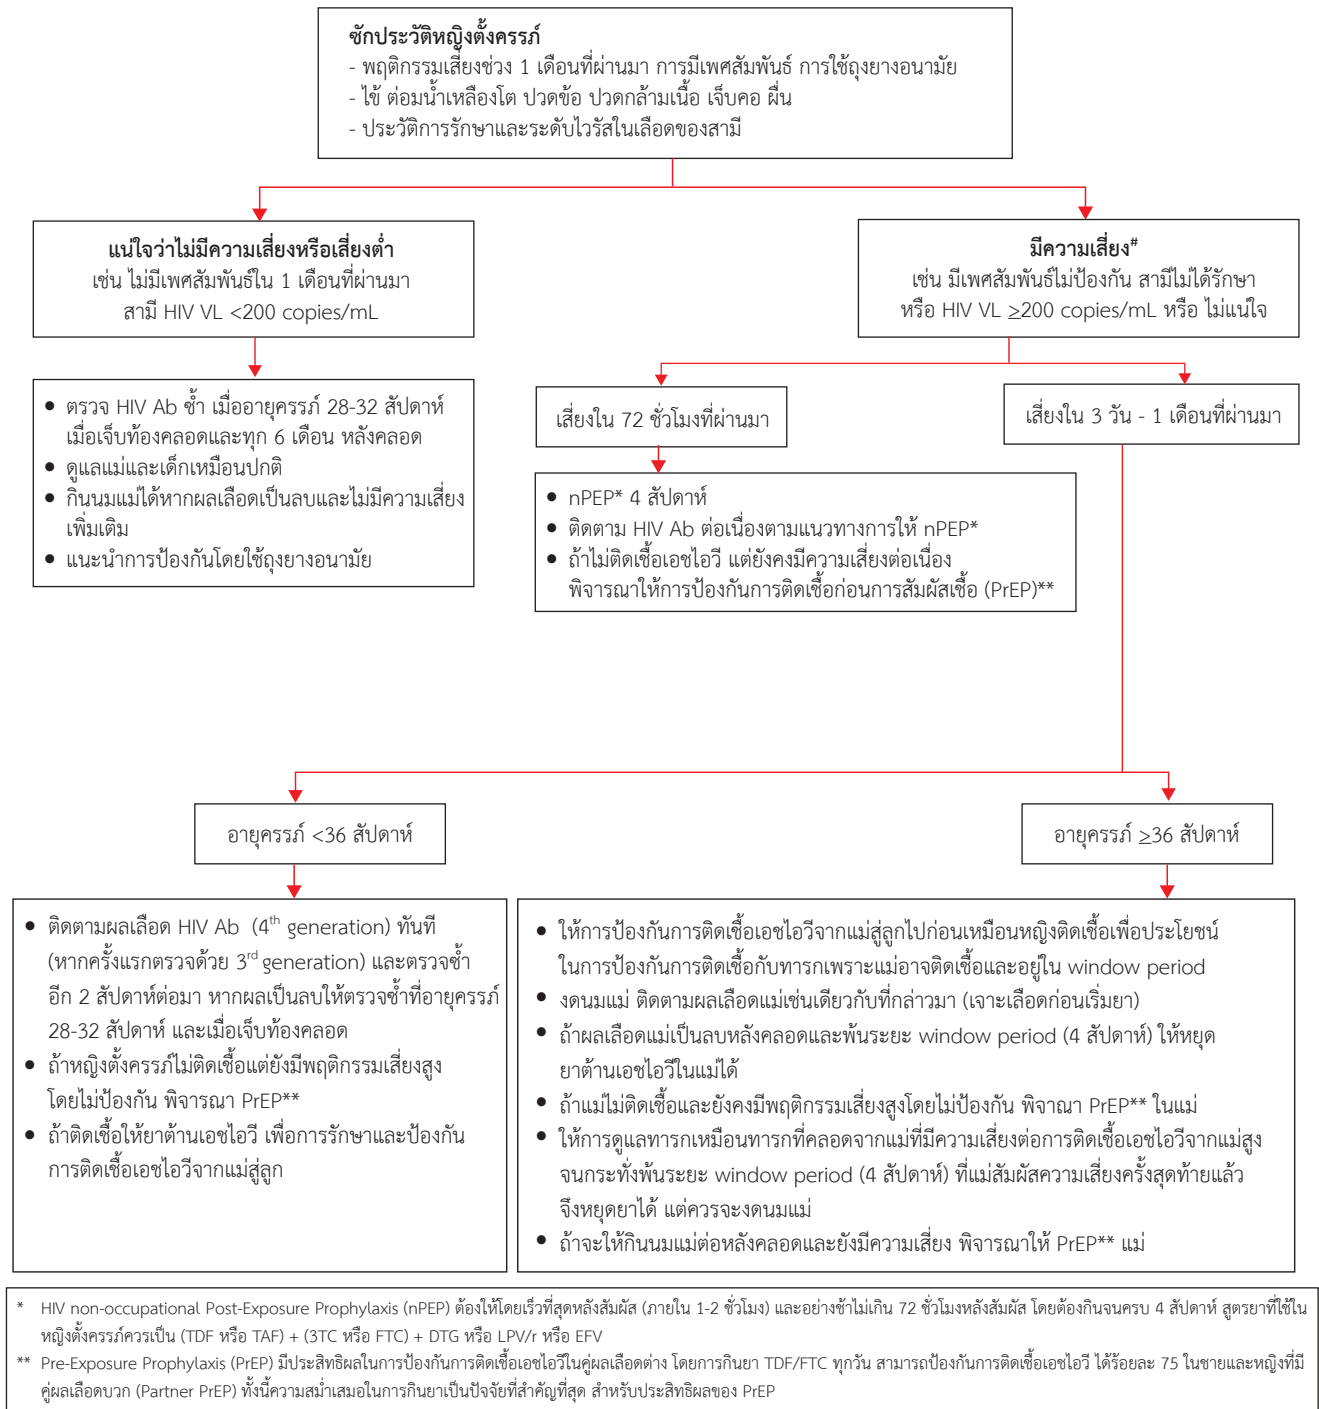 ซักประวัติหญิงตั้งครรภ์
- พฤติกรรมเสี่ยงช่วง 1 เดือนที่ผ่านมา การมีเพศสัมพันธ์ การใช้ถุงยางอนามัย
- ไข้ ต่อมน้ำเหลืองโต ปวดข้อ ปวดกล้ามเนื้อ เจ็บคอ ผื่น
- ประวัติการรักษาและระดับไวรัสในเลือดของสามี
แน่ใจว่าไม่มีความเสี่ยงหรือเสี่ยงต่ำ
เช่น ไม่มีเพศสัมพันธ์ใน 1 เดือนที่ผ่านมา
สามี HIV VL <200 copies/mL
มีความเสี่ยง#
เช่น มีเพศสัมพันธ์ไม่ป้องกัน สามีไม่ได้รักษา
หรือ HIV VL ≥200 copies/mL หรือ ไม่แน่ใจ
● ตรวจ HIV Ab ซ้ำ เมื่ออายุครรภ์ 28-32 สัปดาห์
เมื่อเจ็บท้องคลอดและทุก 6 เดือน หลังคลอด
● ดูแลแม่และเด็กเหมือนปกติ
● กินนมแม่ได้หากผลเลือดเป็นลบและไม่มีความเสี่ยง
เพิ่มเติม
● แนะนำการป้องกันโดยใช้ถุงยางอนามัย
เสี่ยงใน 72 ชั่วโมงที่ผ่านมา
เสี่ยงใน 3 วัน - 1 เดือนที่ผ่านมา
● nPEP* 4 สัปดาห์
● ติดตาม HIV Ab ต่อเนื่องตามแนวทางการให้ nPEP*
● ถ้าไม่ติดเชื้อเอชไอวี แต่ยังคงมีความเสี่ยงต่อเนื่อง
พิจารณาให้การป้องกันการติดเชื้อก่อนการสัมผัสเชื้อ (PrEP)**
อายุครรภ์ <36 สัปดาห์
อายุครรภ์ ≥36 สัปดาห์
● ติดตามผลเลือด HIV Ab (4th generation) ทันที
(หากครั้งแรกตรวจด้วย 3rd generation) และตรวจซ้ำ
อีก 2 สัปดาห์ต่อมา หากผลเป็นลบให้ตรวจซ้ำที่อายุครรภ์
28-32 สัปดาห์ และเมื่อเจ็บท้องคลอด
● ถ้าหญิงตั้งครรภ์ไม่ติดเชื้อแต่ยังมีพฤติกรรมเสี่ยงสูง
โดยไม่ป้องกัน พิจารณา PrEP**
● ถ้าติดเชื้อให้ยาต้านเอชไอวี เพื่อการรักษาและป้องกัน
การติดเชื้อเอชไอวีจากแม่สู่ลูก
● ให้การป้องกันการติดเชื้อเอชไอวีจากแม่สู่ลูกไปก่อนเหมือนหญิงติดเชื้อเพื่อประโยชน์
ในการป้องกันการติดเชื้อกับทารกเพราะแม่อาจติดเชื้อและอยู่ใน window period
● งดนมแม่ ติดตามผลเลือดแม่เช่นเดียวกับที่กล่าวมา (เจาะเลือดก่อนเริ่มยา)
● ถ้าผลเลือดแม่เป็นลบหลังคลอดและพ้นระยะ window period (4 สัปดาห์) ให้หยุด
ยาต้านเอชไอวีในแม่ได้
● ถ้าแม่ไม่ติดเชื้อและยังคงมีพฤติกรรมเสี่ยงสูงโดยไม่ป้องกัน พิจาณา PrEP** ในแม่
● ให้การดูแลทารกเหมือนทารกที่คลอดจากแม่ที่มีความเสี่ยงต่อการติดเชื้อเอชไอวีจากแม่สูง
จนกระทั่งพ้นระยะ window period (4 สัปดาห์) ที่แม่สัมผัสความเสี่ยงครั้งสุดท้ายแล้ว
จึงหยุดยาได้ แต่ควรจะงดนมแม่
● ถ้าจะให้กินนมแม่ต่อหลังคลอดและยังมีความเสี่ยง พิจารณาให้ PrEP** แม่
* HIV non-occupational Post-Exposure Prophylaxis (nPEP) ต้องให้โดยเร็วที่สุดหลังสัมผัส (ภายใน 1-2 ชั่วโมง) และอย่างช้าไม่เกิน 72 ชั่วโมงหลังสัมผัส โดยต้องกินจนครบ 4 สัปดาห์ สูตรยาที่ใช้ใน
หญิงตั้งครรภ์ควรเป็น (TDF หรือ TAF) + (3TC หรือ FTC) + DTG หรือ LPV/r หรือ EFV
** Pre-Exposure Prophylaxis (PrEP) มีประสิทธิผลในการป้องกันการติดเชื้อเอชไอวีในคู่ผลเลือดต่าง โดยการกินยา TDF/FTC ทุกวัน สามารถป้องกันการติดเชื้อเอชไอวี ได้ร้อยละ 75 ในชายและหญิงที่มี
คู่ผลเลือดบวก (Partner PrEP) ทั้งนี้ความสม่ำเสมอในการกินยาเป็นปัจจัยที่สำคัญที่สุด สำหรับประสิทธิผลของ PrEP